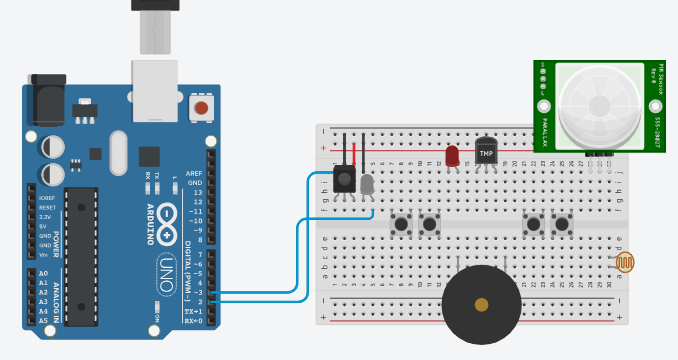 AREF
GND
13
12
~11
~10
~9
8
7
~6
~5
4
~3
2
TX→1
RX←0
DIGITAL (PWM~)
L
TX
RX
ARDUINO
UNO
ON
IOREF
RESET
3.3V
5V
GND
GND
Vin
POWER
A0
A1
A2
A3
A4
A5
ANALOG IN
TMP
PIR Sensor
Rev B
555-28027
PARALLAX